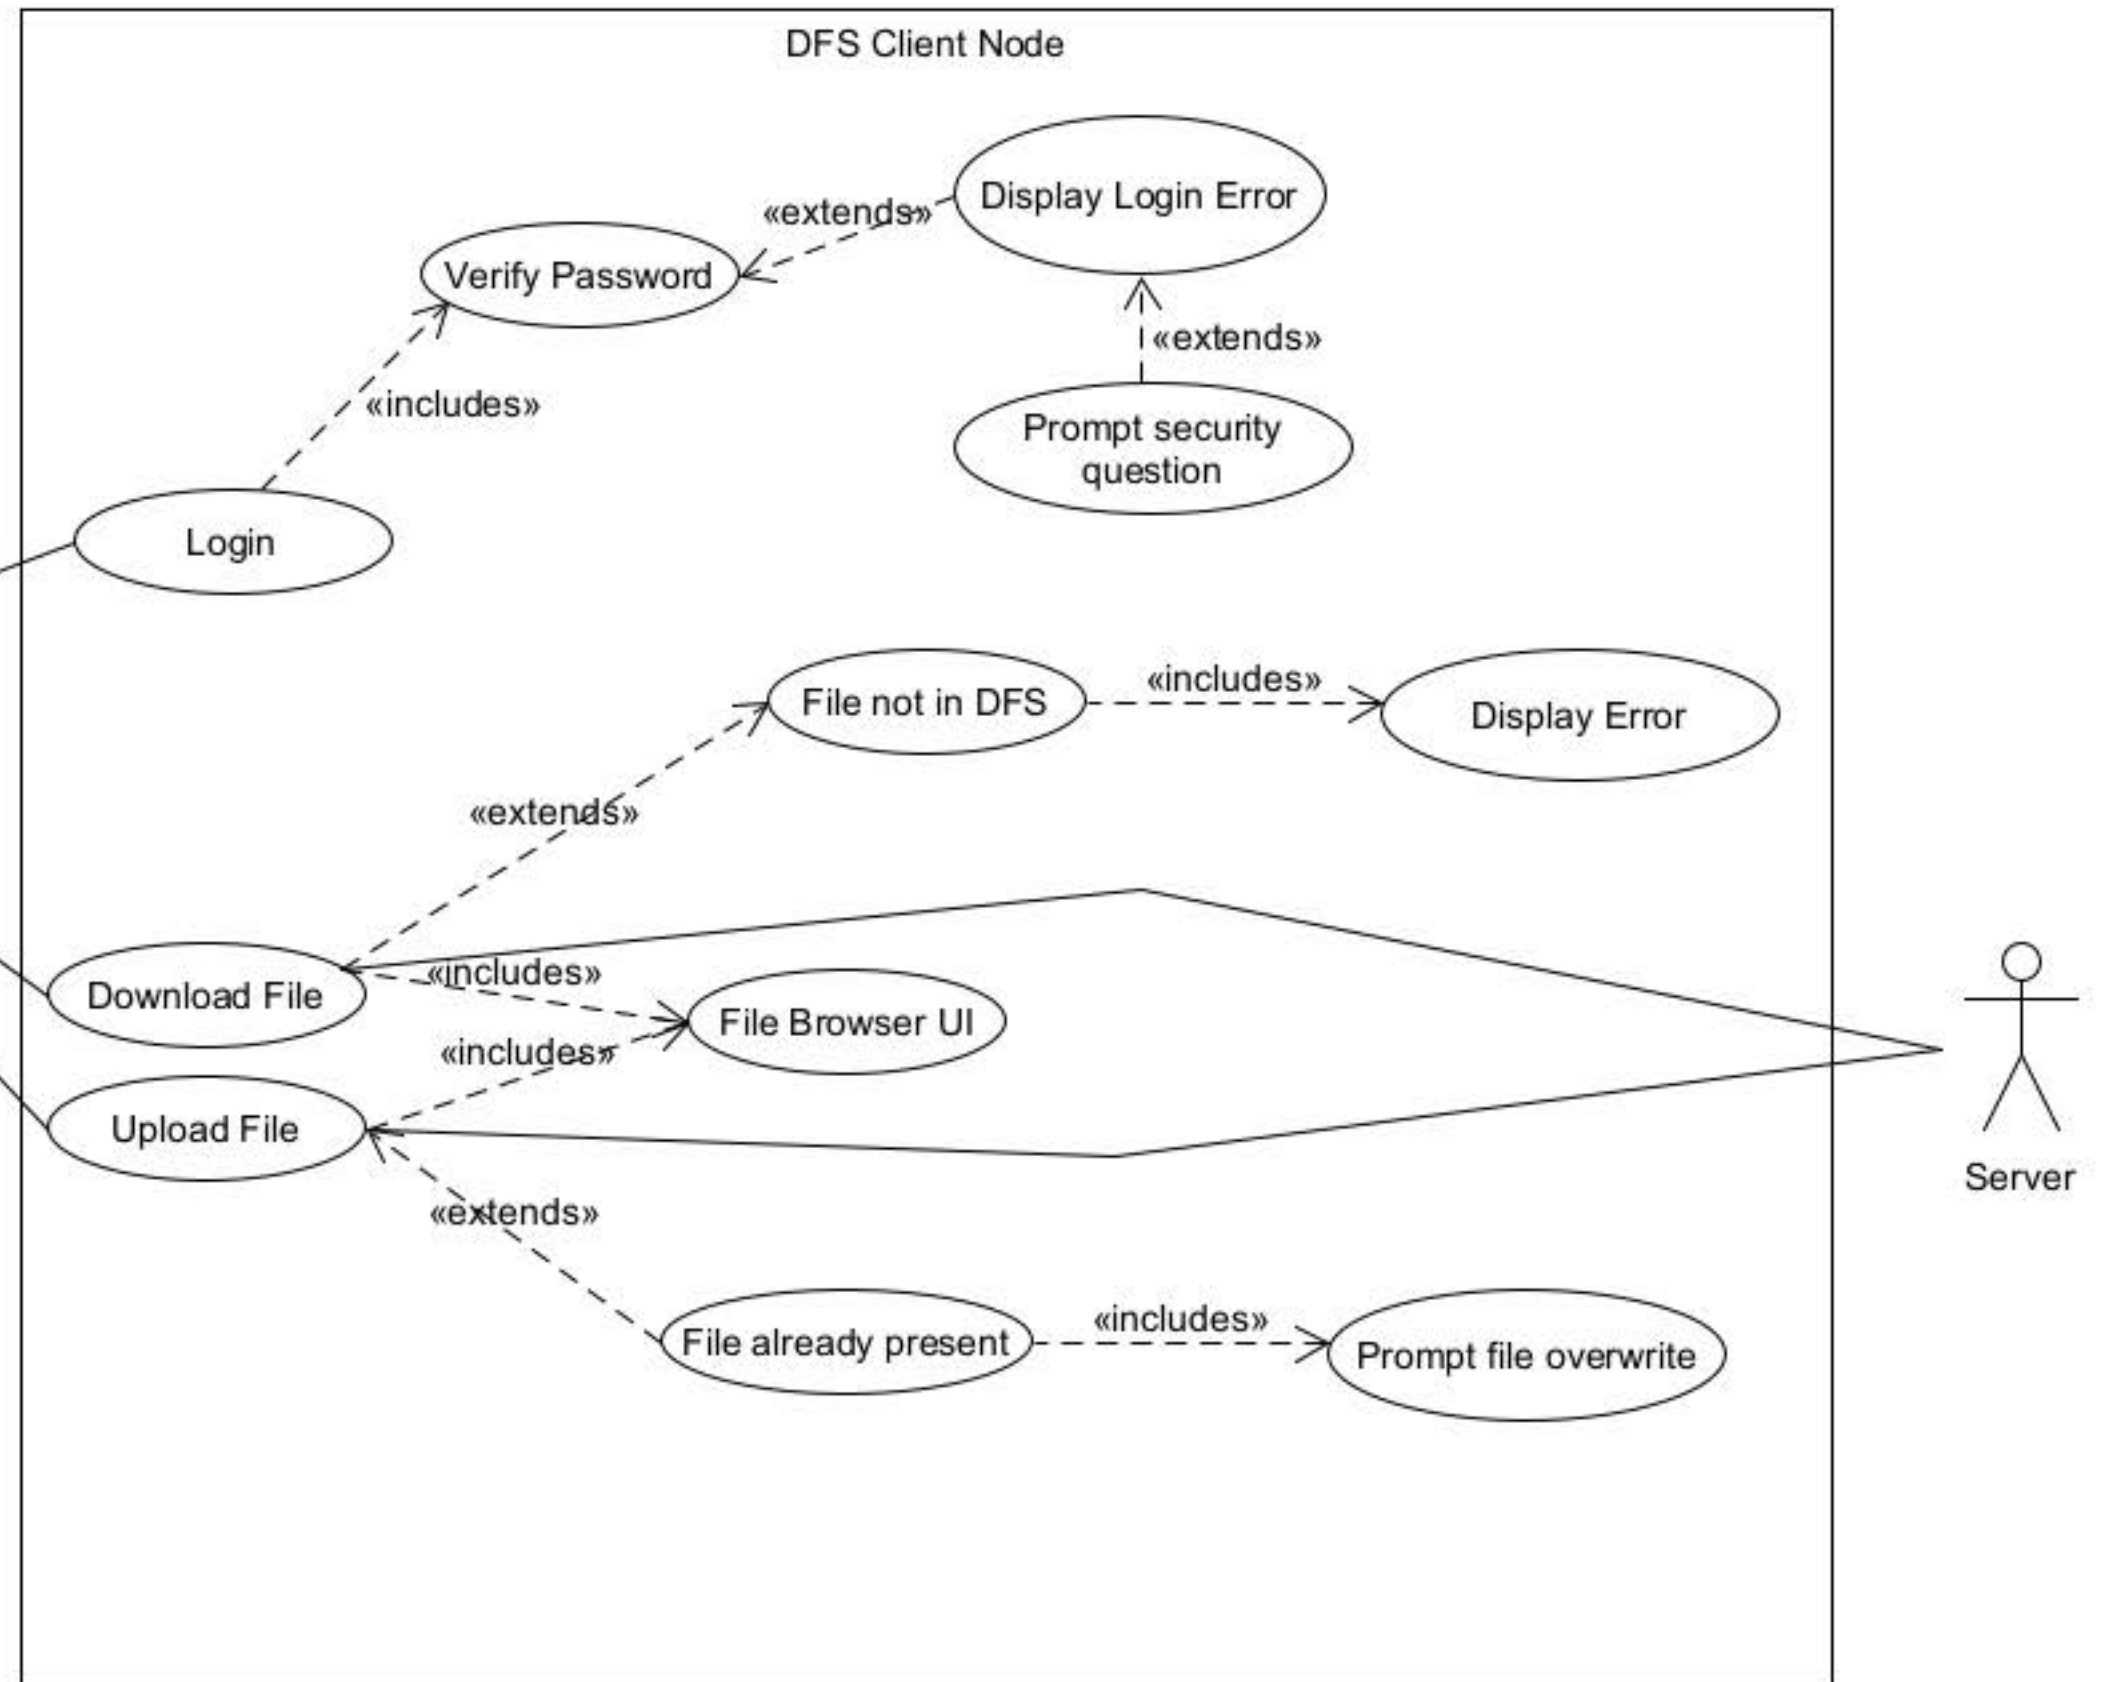 DFS Client Node
Display Login Error
«extends»
Verify Password
«extends»
«includes»
Prompt security
question
Login
«includes»
File not in DFS
Display Error
«extends»
«includes»
Download File
File Browser UI
«includes»
Upload File
Server
«extends»
«includes»
File already present
Prompt file overwrite